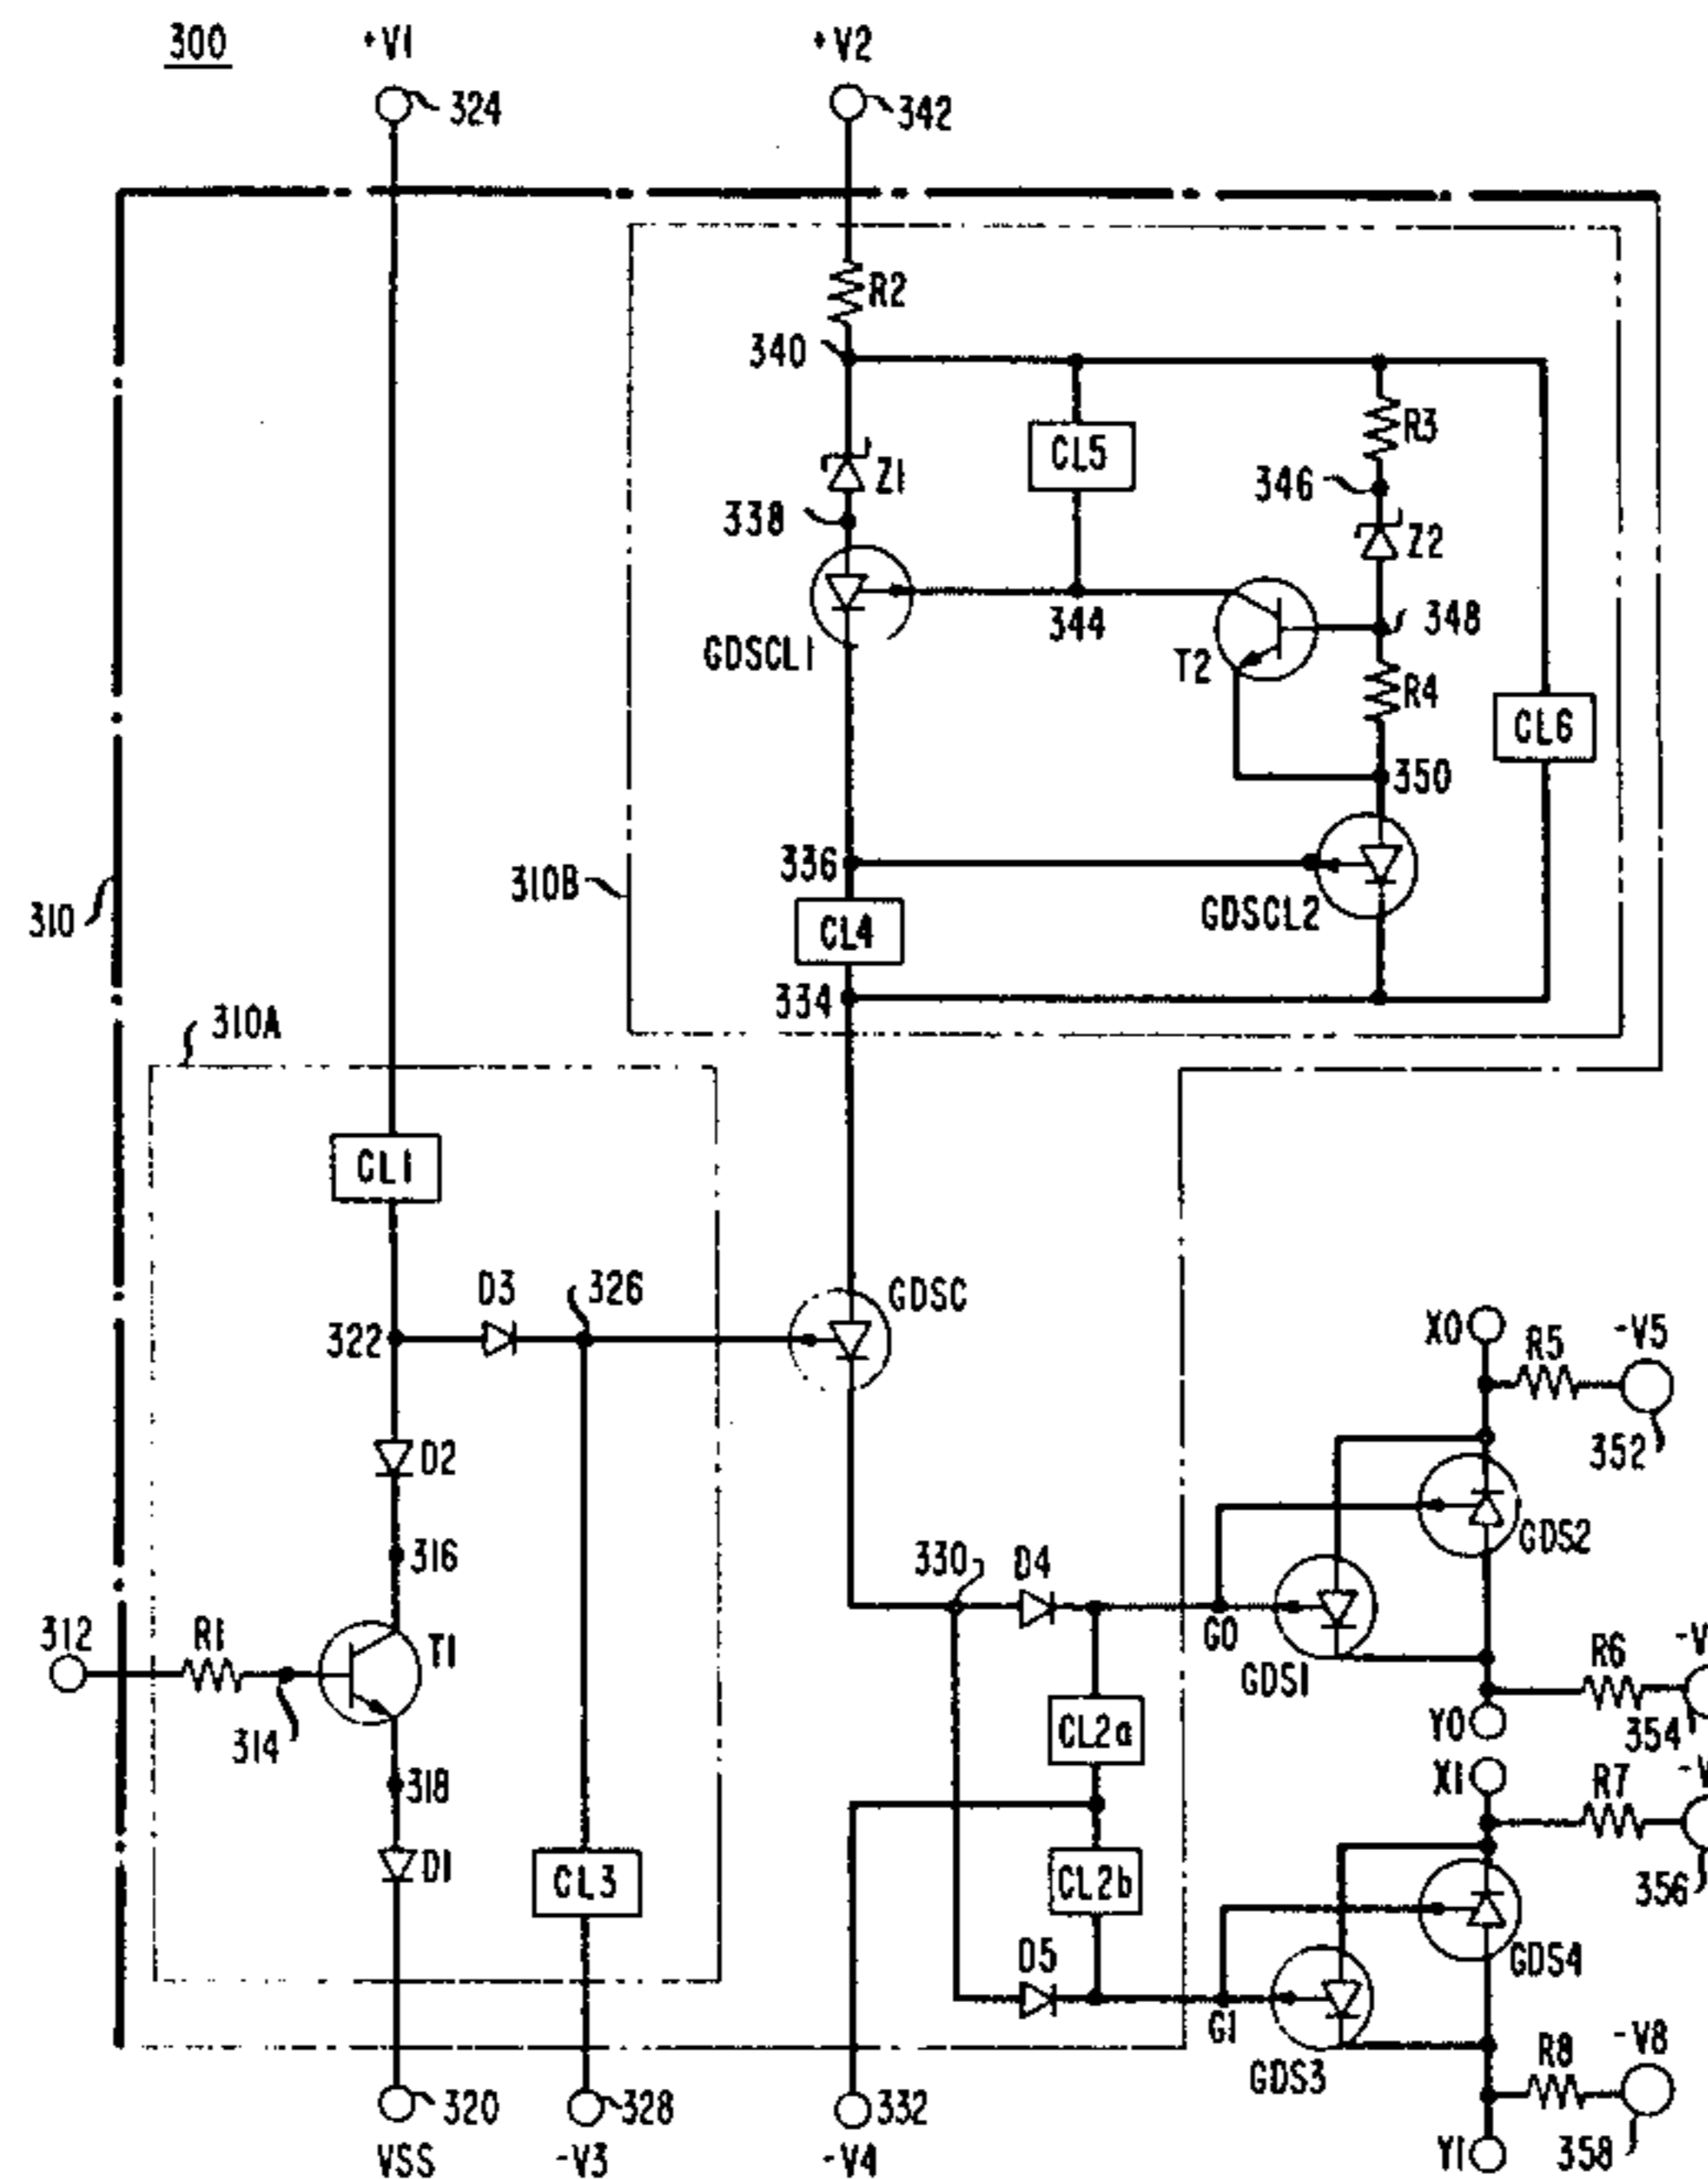 300
+V1
+V2
324
342
R2
340
CL5
R3
346
Z1
338
Z2
344
348
GDSCL1
T2
R4
CL6
350
336
310B
GDSCL2
310
CL4
334
310A
CL1
D3
326
GDSC
322
X0
R5
-V5
352
D2
GDS2
316
330
D4
312
R1
T1
G0
GDS1
R6
-V
314
CL2a
Y0
354
318
X1
R7
-V
D1
CL3
CL2b
356
D5
GDS4
G1
GDS3
R8
-V8
320
328
332
VSS
-V3
-V4
Y1
358